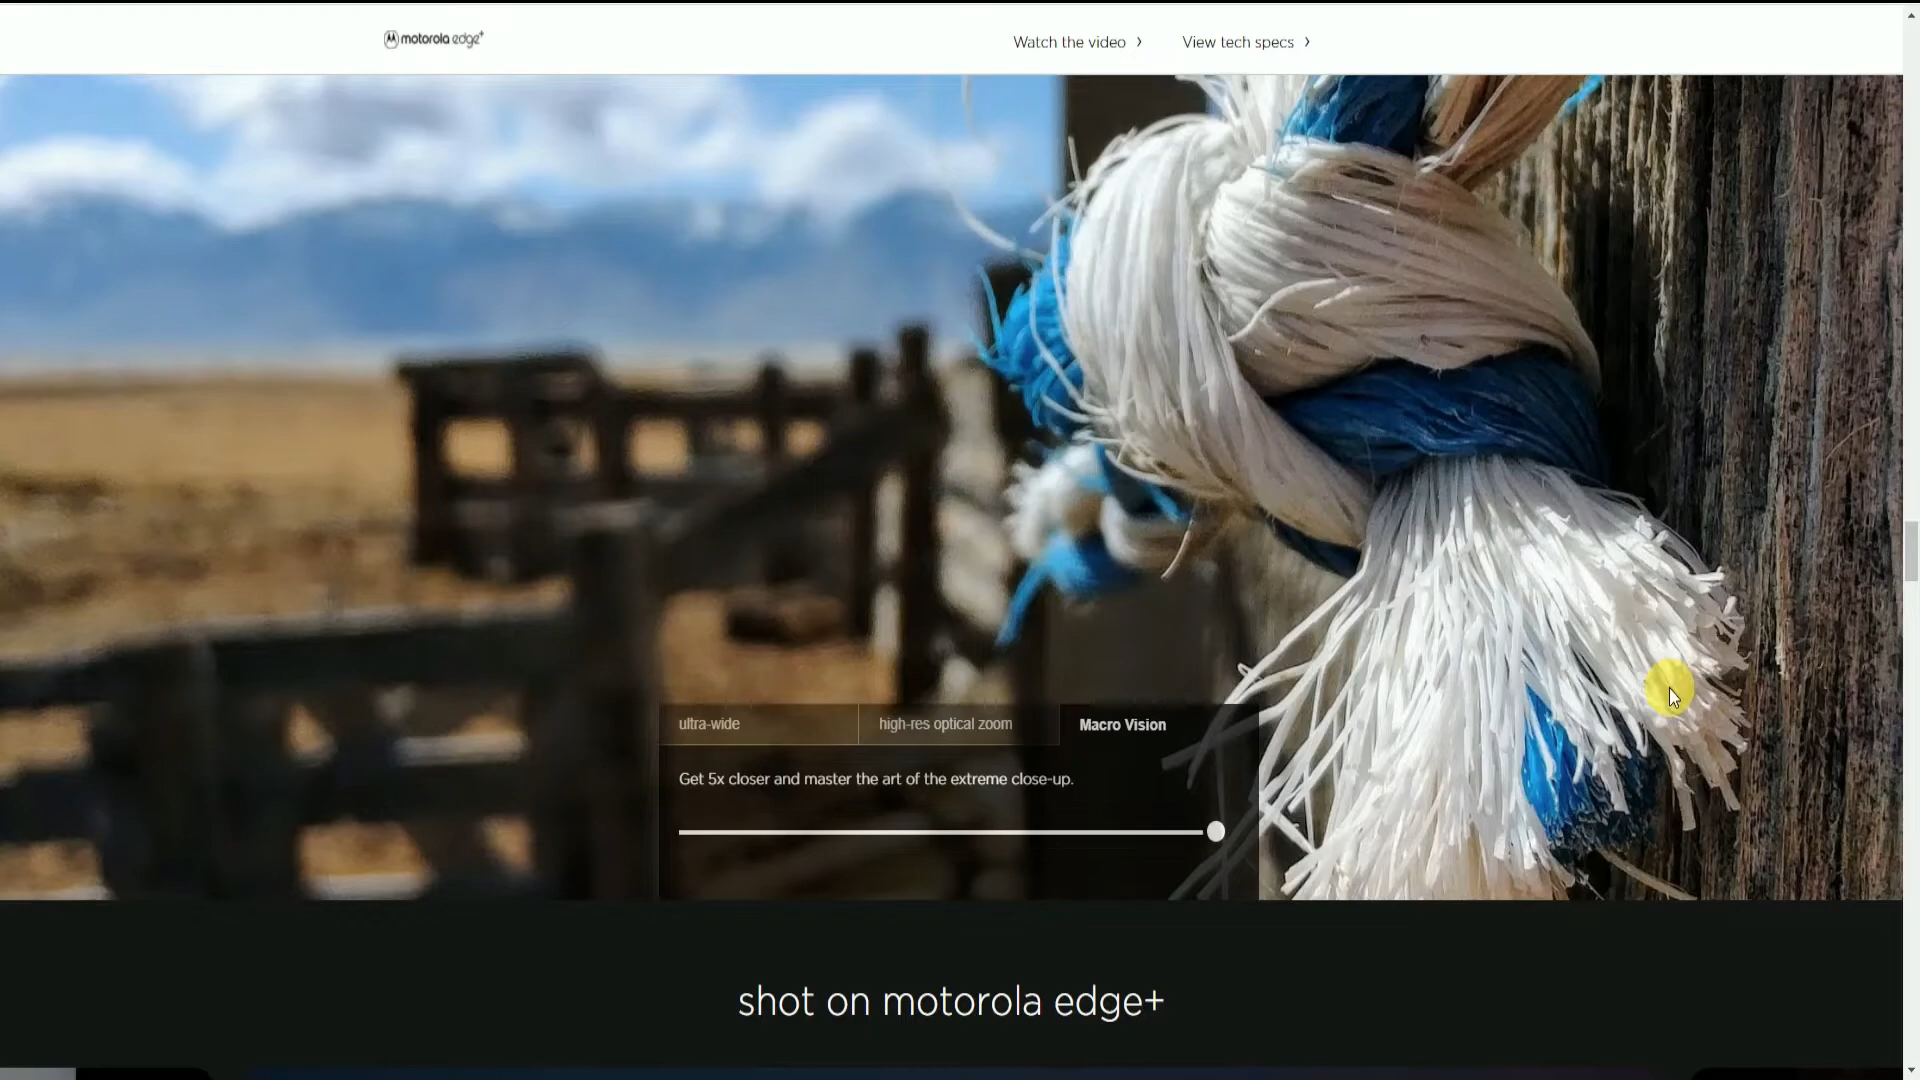 motorola edge+
Watch the video
View tech specs
ultra-wide
high-res optical zoom
Macro Vision
Get 5x closer and master the art of the extreme close-up.
shot on motorola edge+